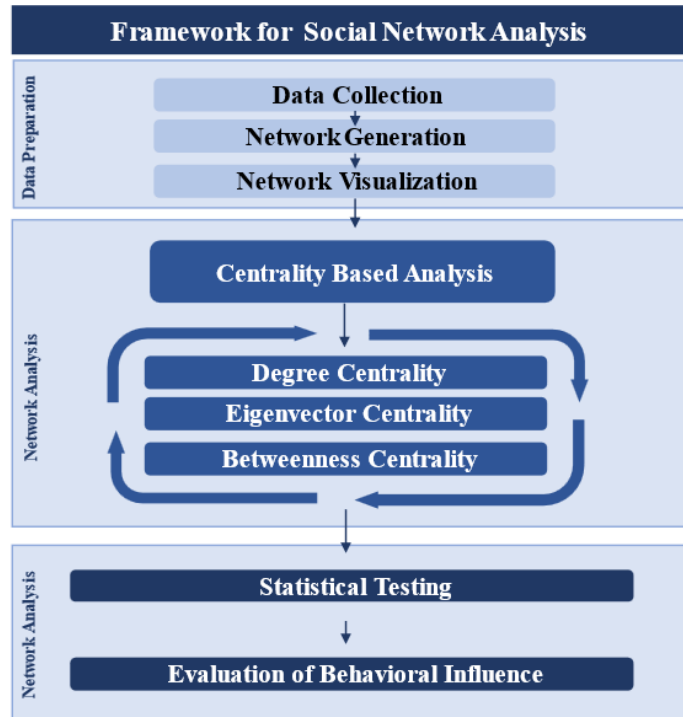 Framework for Social Network Analysis
Data Preparation
Data Collection
Network Generation
Network Visualization
Network Analysis
Centrality Based Analysis
Degree Centrality
Eigenvector Centrality
Betweenness Centrality
Network Analysis
Statistical Testing
Evaluation of Behavioral Influence